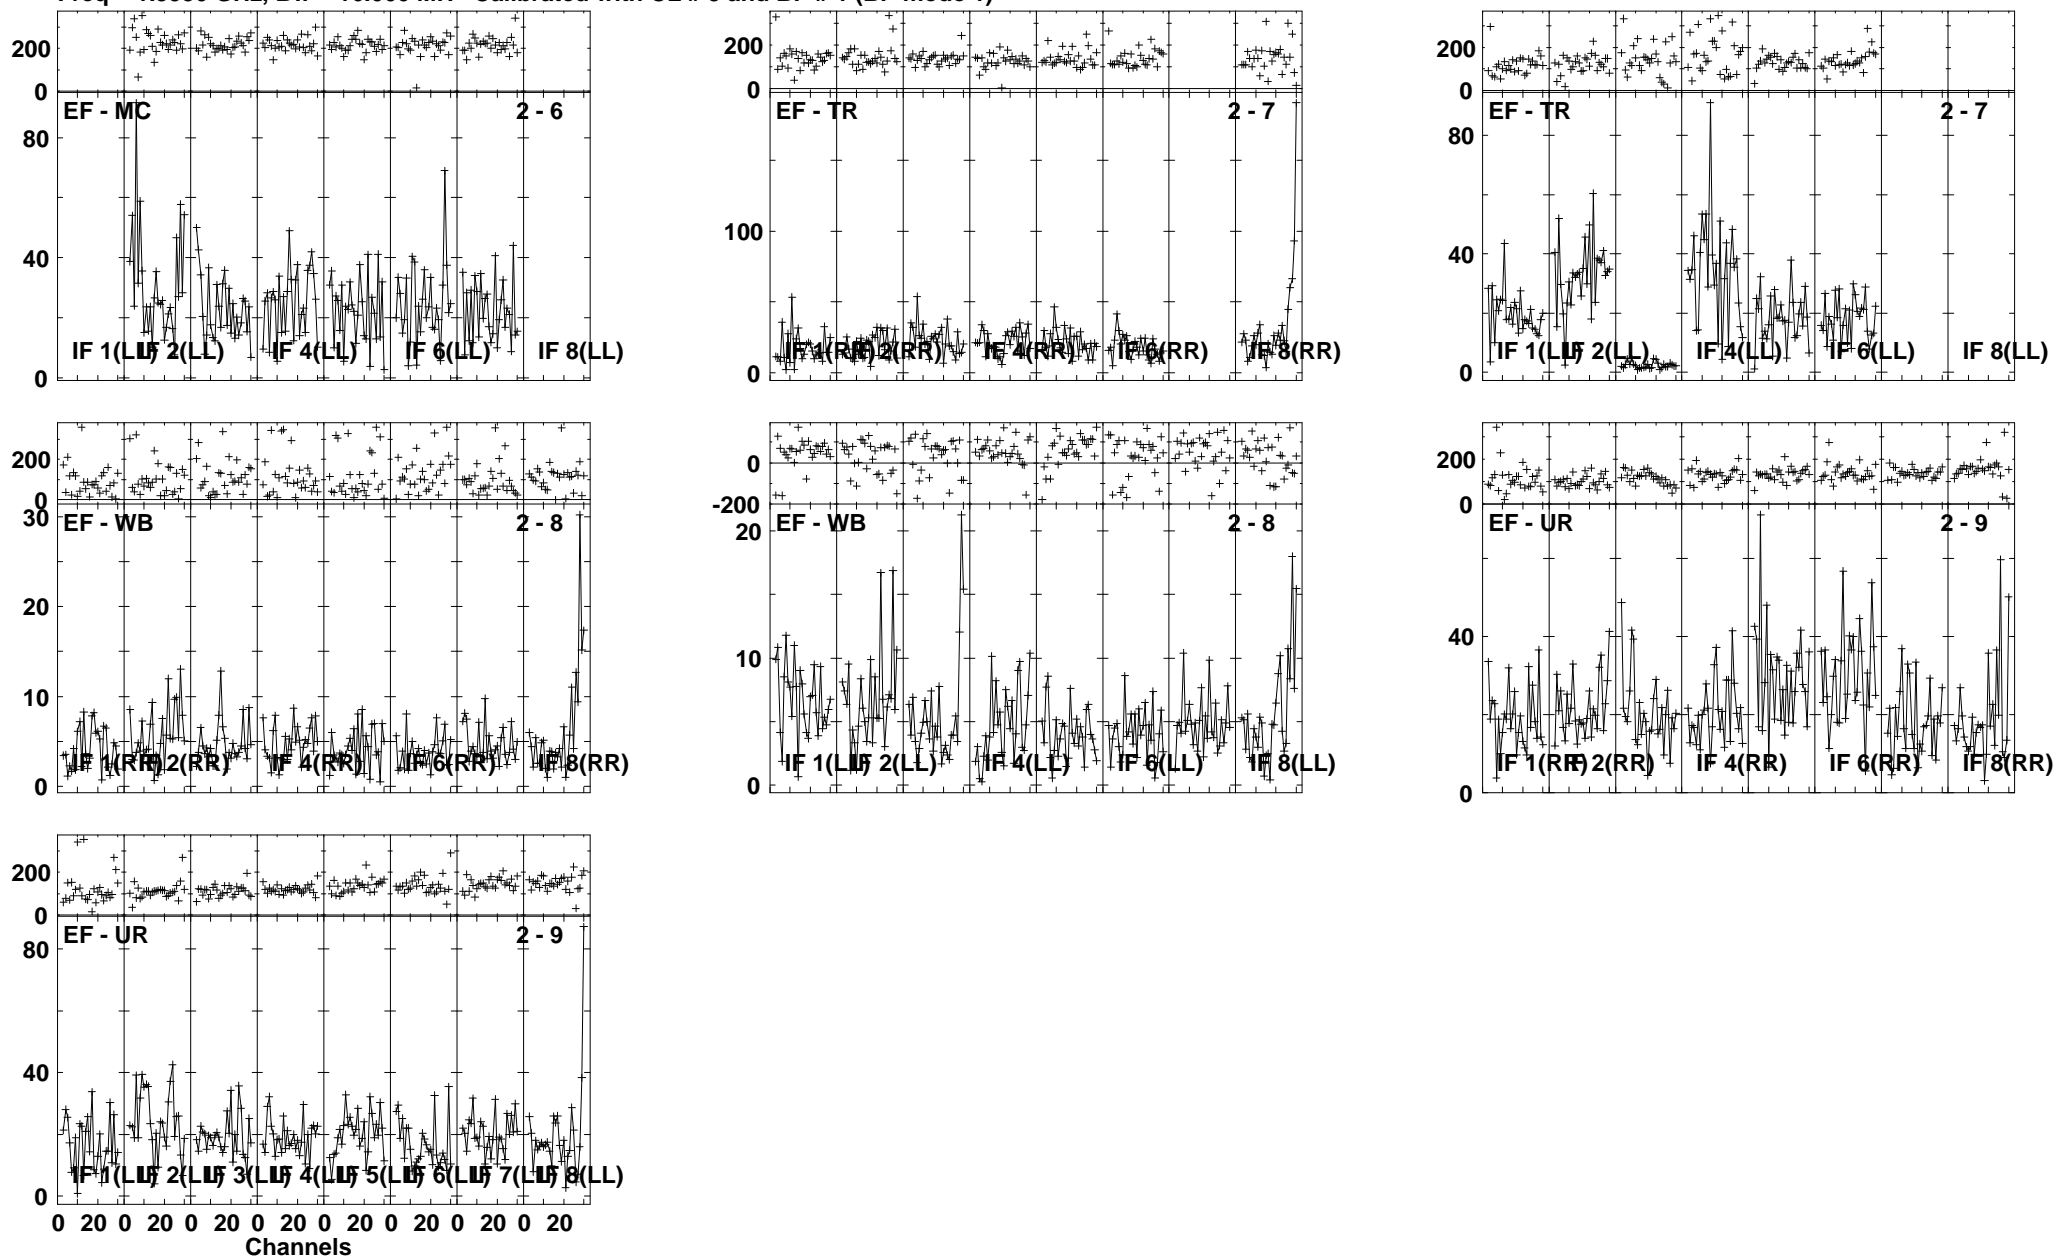 200
0
EF - MC 2 - 6
80
40
0
IF 1(LL) IF 2(LL) IF 4(LL) IF 6(LL) IF 8(LL)
200
0
EF - TR 2 - 7
100
0
IF 1(RR) IF 2(RR) IF 4(RR) IF 6(RR) IF 8(RR)
200
0
EF - TR 2 - 7
80
40
0
IF 1(LL) IF 2(LL) IF 4(LL) IF 6(LL) IF 8(LL)
200
0
EF - WB 2 - 8
30
20
10
0
IF 1(RR) IF 2(RR) IF 4(RR) IF 6(RR) IF 8(RR)
0
-200
EF - WB 2 - 8
20
10
0
IF 1(LL) IF 2(LL) IF 4(LL) IF 6(LL) IF 8(LL)
200
0
EF - UR 2 - 9
40
0
IF 1(RR) IF 2(RR) IF 4(RR) IF 6(RR) IF 8(RR)
200
0
EF - UR 2 - 9
80
40
0
IF 1(LL) IF 2(LL) IF 3(LL) IF 4(LL) IF 5(LL) IF 6(LL) IF 7(LL) IF 8(LL)
0 20 0 20 0 20 0 20 0 20 0 20 0 20 0 20
Channels